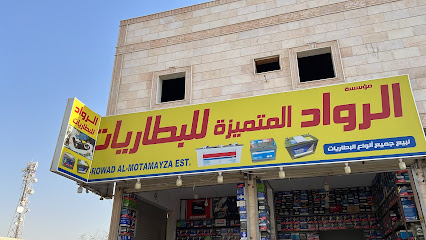 مؤسسة
الرواد المتميزة للبطاريات
ROWAD AL-MOTAMAYZA EST.
لبيع جميع أنواع البطاريات
الرواد
للبطاريات